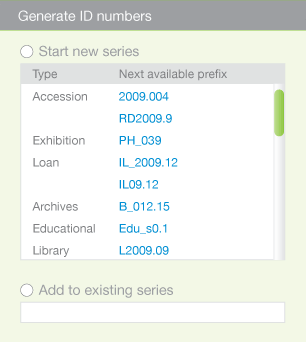 Generate ID numbers
Start new series
Type Next available prefix
Accession 2009.004
RD2009.9
Exhibition PH_039
Loan IL_2009.12
IL09.12
Archives B_012.15
Educational Edu_s0.1
Library L2009.09
Add to existing series